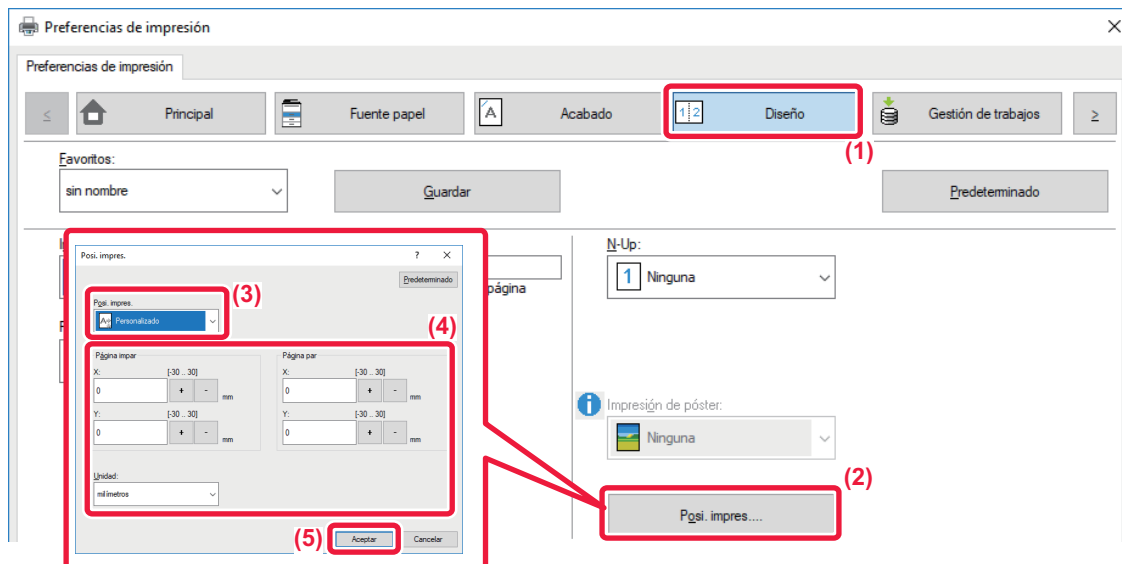 Preferencias de impresión
Preferencias de impresión
< Principal Fuente papel Acabado 1 2 Diseño Gestión de trabajos >
(1)
Favoritos:
sin nombre Guardar Predeterminado
Posi. impres. ?
Predeterminado
Posi. impres.
Personalizado
(3)
(4)
Página impar Página par
X: [-30 .. 30] X: [-30 .. 30]
0 + - mm 0 + - mm
Y: [-30 .. 30] Y: [-30 .. 30]
0 + - mm 0 + - mm
Unidad:
milímetros
(5) Aceptar Cancelar
página
N-Up:
1 Ninguna
Impresión de póster:
Ninguna
(2)
Posi. impres....